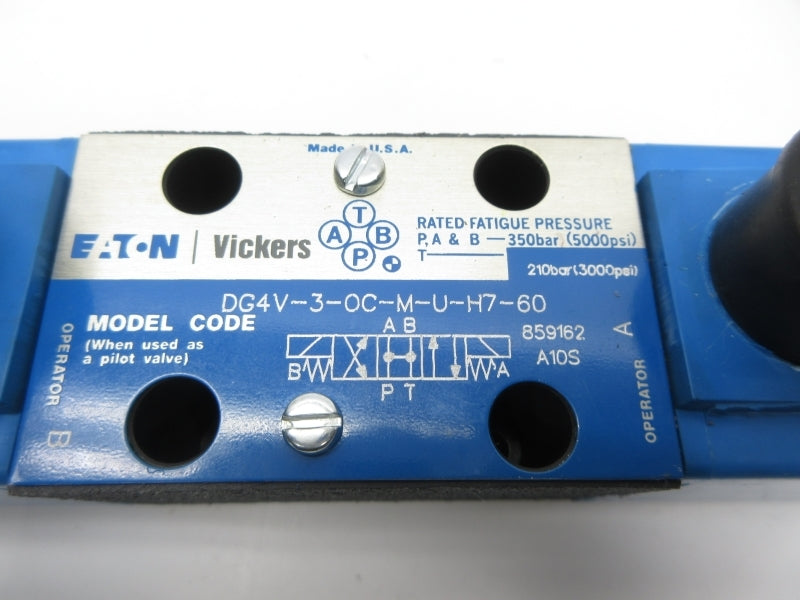 Made U.S.A.
EATON | Vickers
T
A B
P
RATED FATIGUE PRESSURE
P, A & B — 350bar (5000psi)
T —
210bar (3000psi)
DG4V-3-0C-M-U-H7-60
MODEL CODE
(When used as
a pilot valve)
A B
B A
P T
859162
A10S
OPERATOR B
OPERATOR A